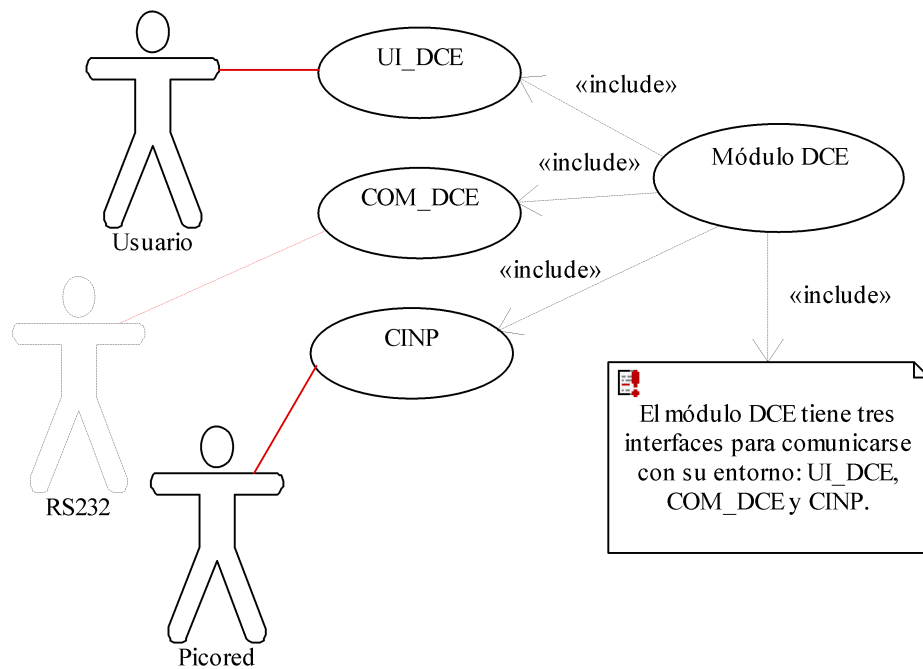 UI_DCE
«include»
Módulo DCE
«include»
COM_DCE
Usuario
«include»
«include»
CINP
El módulo DCE tiene tres
interfaces para comunicarse
con su entorno: UI_DCE,
COM_DCE y CINP.
RS232
Picored